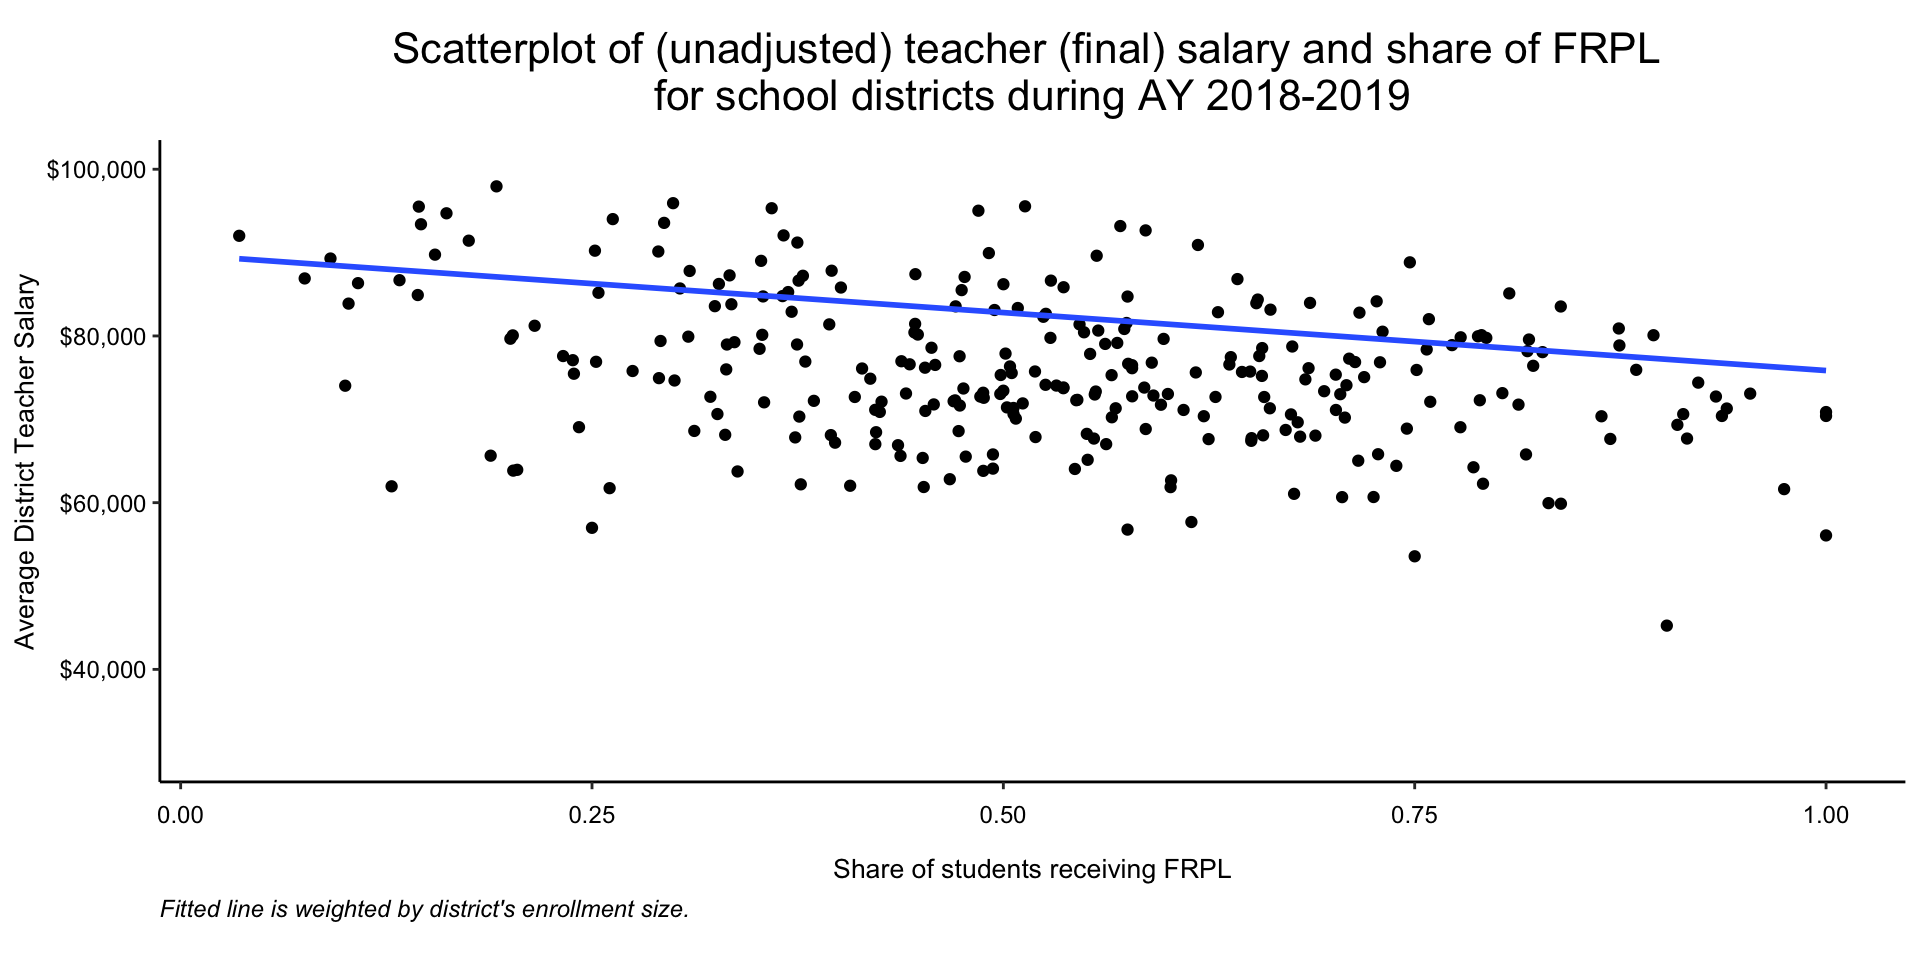 Scatterplot of (unadjusted) teacher (final) salary and share of FRPL
for school districts during AY 2018-2019
Average District Teacher Salary
$100,000
$80,000
$60,000
$40,000
0.00
0.25
0.50
0.75
1.00
Share of students receiving FRPL
Fitted line is weighted by district's enrollment size.